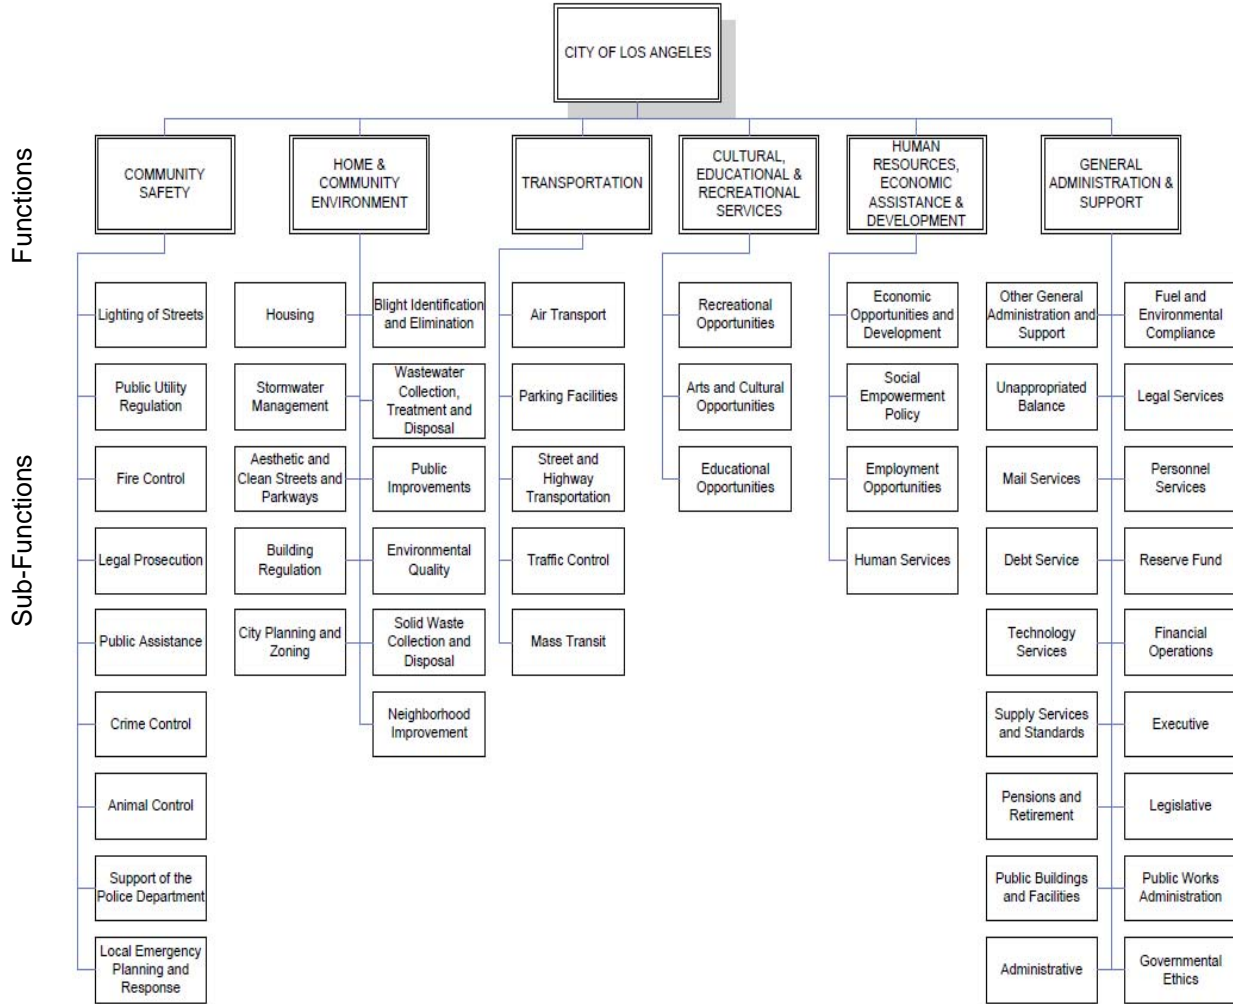 CITY OF LOS ANGELES
Functions
COMMUNITY
SAFETY
HOME &
COMMUNITY
ENVIRONMENT
TRANSPORTATION
CULTURAL,
EDUCATIONAL &
RECREATIONAL
SERVICES
HUMAN
RESOURCES,
ECONOMIC
ASSISTANCE &
DEVELOPMENT
GENERAL
ADMINISTRATION &
SUPPORT
Sub-Functions
Lighting of Streets
Public Utility
Regulation
Fire Control
Legal Prosecution
Public Assistance
Crime Control
Animal Control
Support of the
Police Department
Local Emergency
Planning and
Response
Housing
Stormwater
Management
Aesthetic and
Clean Streets and
Parkways
Building
Regulation
City Planning and
Zoning
Blight Identification
and Elimination
Wastewater
Collection,
Treatment and
Disposal
Public
Improvements
Environmental
Quality
Solid Waste
Collection and
Disposal
Neighborhood
Improvement
Air Transport
Parking Facilities
Street and
Highway
Transportation
Traffic Control
Mass Transit
Recreational
Opportunities
Arts and Cultural
Opportunities
Educational
Opportunities
Economic
Opportunities and
Development
Social
Empowerment
Policy
Employment
Opportunities
Human Services
Other General
Administration and
Support
Unappropriated
Balance
Mail Services
Debt Service
Technology
Services
Supply Services
and Standards
Pensions and
Retirement
Public Buildings
and Facilities
Administrative
Fuel and
Environmental
Compliance
Legal Services
Personnel
Services
Reserve Fund
Financial
Operations
Executive
Legislative
Public Works
Administration
Governmental
Ethics